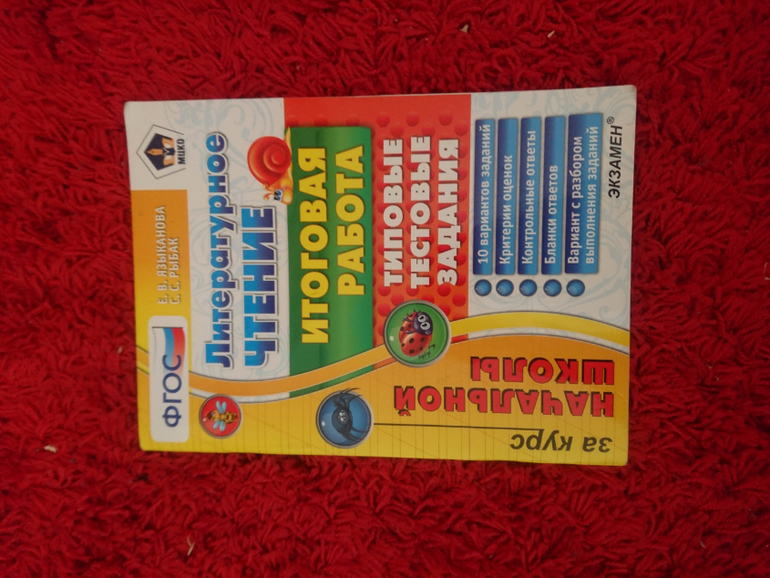 МЦКО
ФГОС
Е. В. ЯЗЫКАНОВА
С. С. РЫБАК
Литературное
ЧТЕНИЕ
ИТОГОВАЯ
РАБОТА
ТИПОВЫЕ
ТЕСТОВЫЕ
ЗАДАНИЯ
за курс
НАЧАЛЬНОЙ
ШКОЛЫ
10 вариантов заданий
Критерии оценок
Контрольные ответы
Бланки ответов
Вариант с разбором
выполнения заданий
ЭКЗАМЕН®